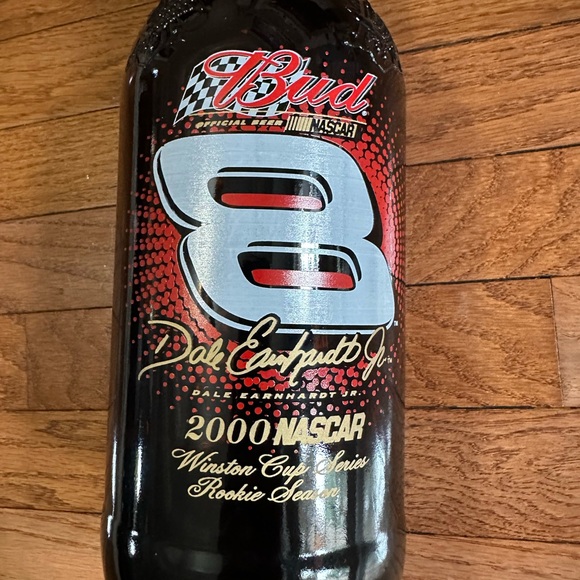 Bud
OFFICIAL BEER NASCAR
8
Dale Earnhardt Jr.
DALE EARNHARDT JR.
2000 NASCAR
Winston Cup Series
Rookie Season